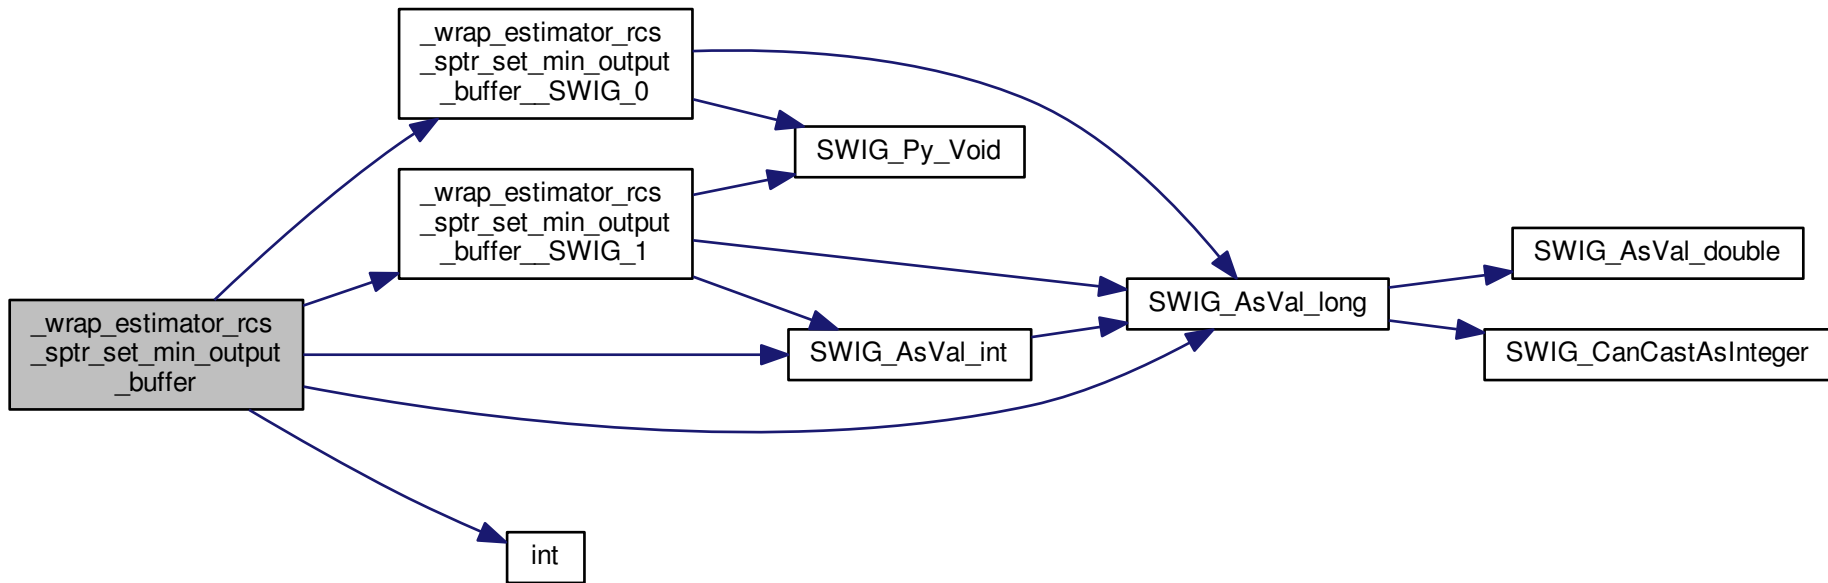 _wrap_estimator_rcs
_sptr_set_min_output
_buffer__SWIG_0
SWIG_Py_Void
_wrap_estimator_rcs
_sptr_set_min_output
_buffer__SWIG_1
SWIG_AsVal_double
SWIG_AsVal_long
_wrap_estimator_rcs
_sptr_set_min_output
_buffer
SWIG_AsVal_int
SWIG_CanCastAsInteger
int